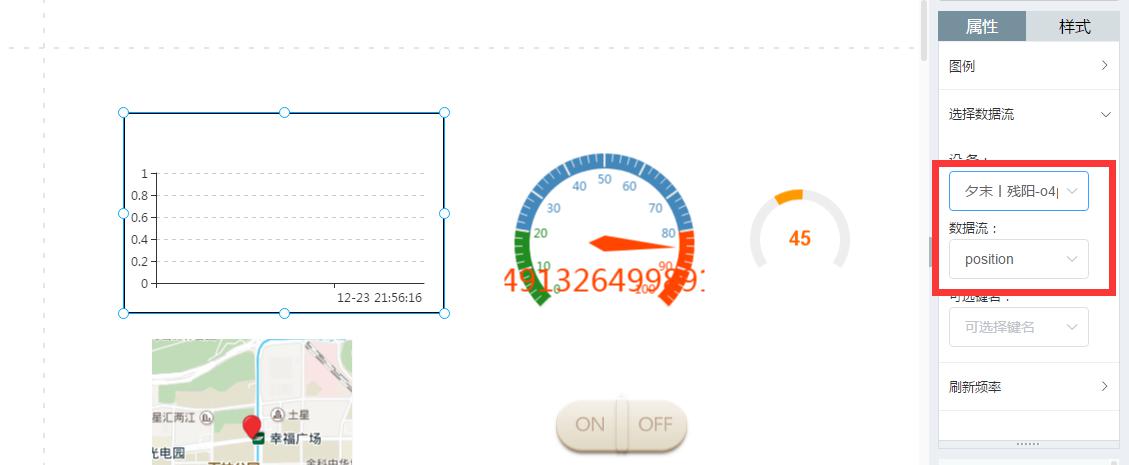 属性
样式
图例
选择数据流
设备：
夕末丨残阳-o4p
数据流：
position
可选键名：
可选择键名
刷新频率
1
0.8
0.6
0.4
0.2
0
12-23 21:56:16
0
10
20
30
40
50
60
70
80
90
100
45
星汇两江
土星
幸福广场
光电园
ON
OFF